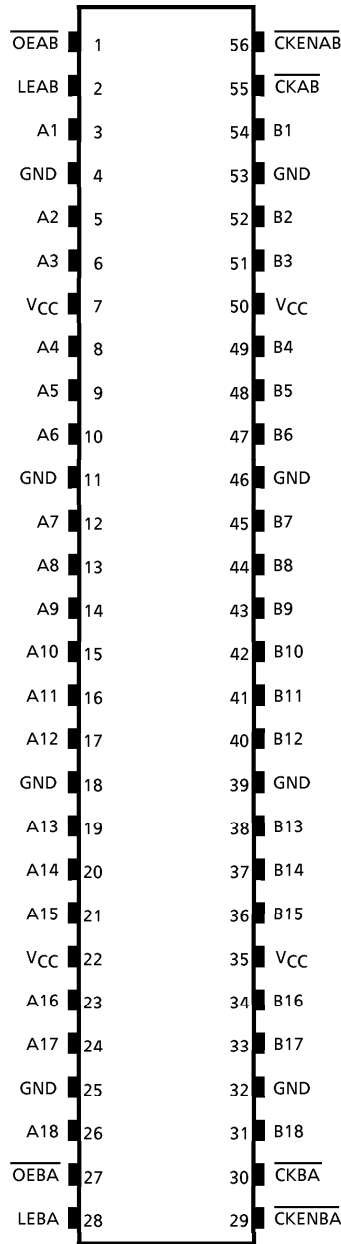 OEAB 1 56 CKENAB
LEAB 2 55 CKAB
A1 3 54 B1
GND 4 53 GND
A2 5 52 B2
A3 6 51 B3
VCC 7 50 VCC
A4 8 49 B4
A5 9 48 B5
A6 10 47 B6
GND 11 46 GND
A7 12 45 B7
A8 13 44 B8
A9 14 43 B9
A10 15 42 B10
A11 16 41 B11
A12 17 40 B12
GND 18 39 GND
A13 19 38 B13
A14 20 37 B14
A15 21 36 B15
VCC 22 35 VCC
A16 23 34 B16
A17 24 33 B17
GND 25 32 GND
A18 26 31 B18
OEBA 27 30 CKBA
LEBA 28 29 CKENBA